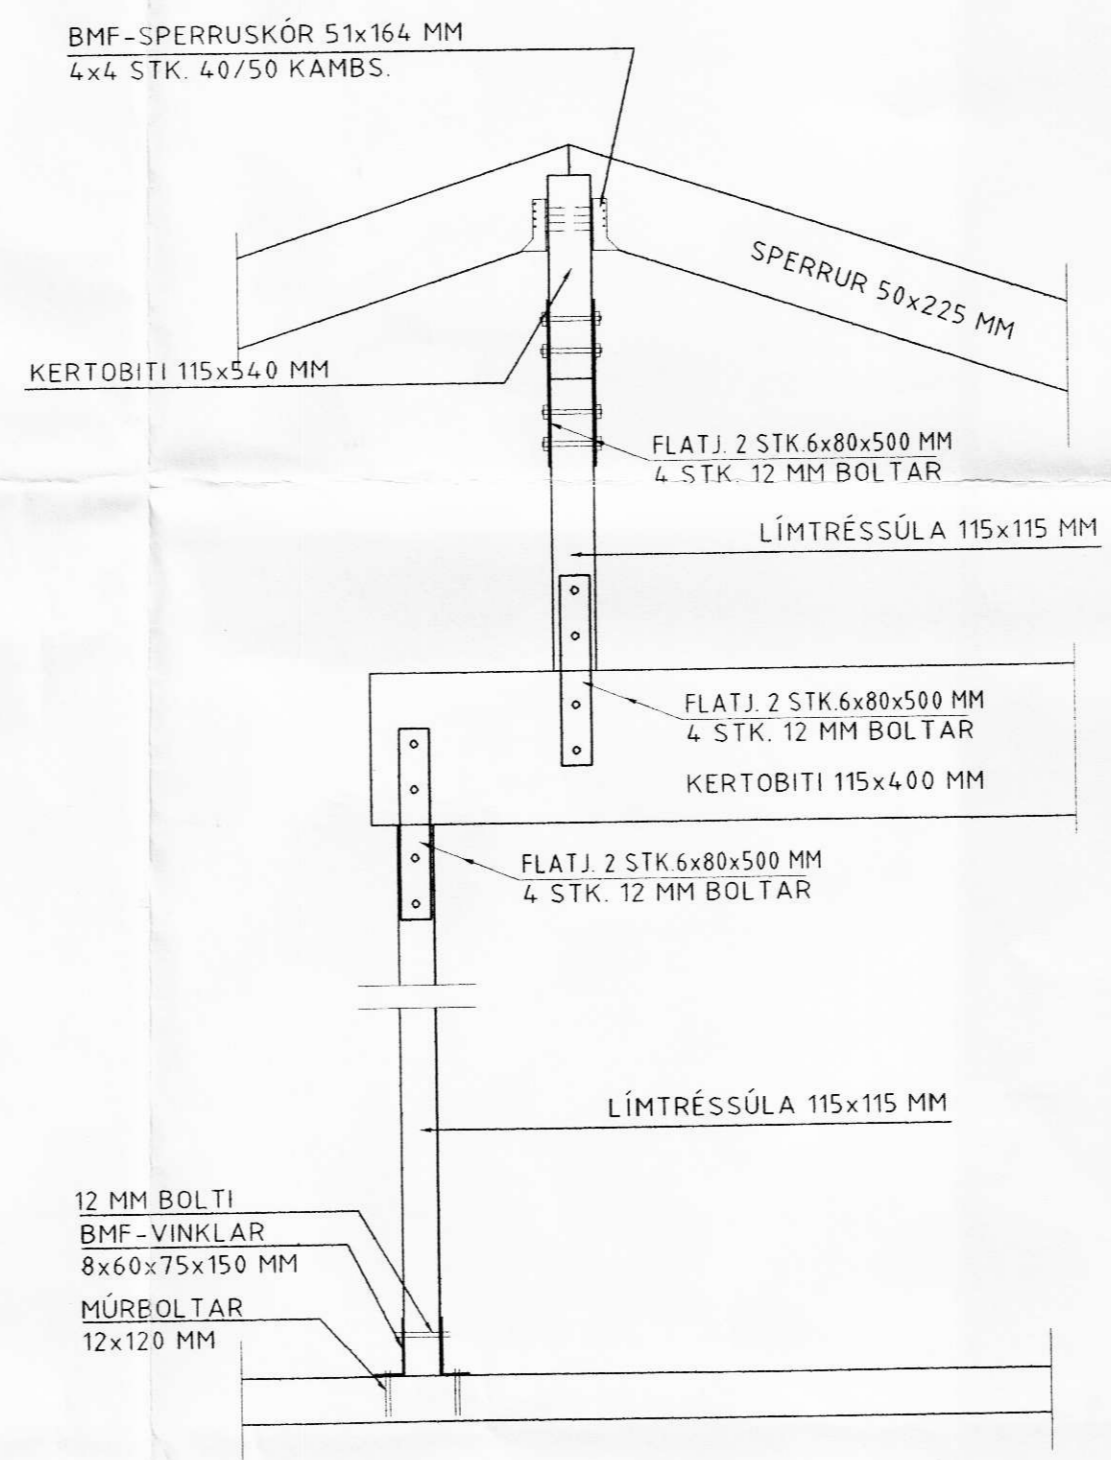 BMF-SPERRUSKÓR 51x164 MM
4x4 STK. 40/50 KAMBS.
SPERRUR 50x225 MM
KERTOBITI 115x540 MM
FLATJ. 2 STK.6x80x500 MM
4 STK. 12 MM BOLTAR
LÍMTRÉSSÚLA 115x115 MM
FLATJ. 2 STK.6x80x500 MM
4 STK. 12 MM BOLTAR
KERTOBITI 115x400 MM
FLATJ. 2 STK.6x80x500 MM
4 STK. 12 MM BOLTAR
LÍMTRÉSSÚLA 115x115 MM
12 MM BOLTI
BMF-VINKLAR
8x60x75x150 MM
MÚRBOLTAR
12x120 MM